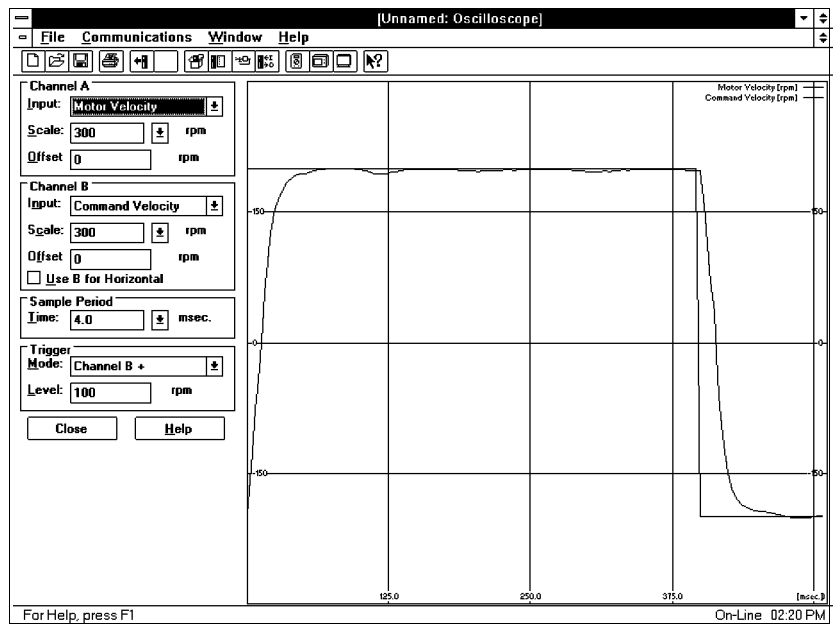 [Unnamed: Oscilloscope]
File Communications Window Help
Channel A
Input: Motor Velocity
Scale: 300 rpm
Offset 0 rpm
Channel B
Input: Command Velocity
Scale: 300 rpm
Offset 0 rpm
Use B for Horizontal
Sample Period
Time: 4.0 msec.
Trigger
Mode: Channel B +
Level: 100 rpm
Close Help
Motor Velocity [rpm]
Command Velocity [rpm]
150 150
0 0
-150 -150
125.0 250.0 375.0 [msec.]
For Help, press F1 On-Line 02:20 PM